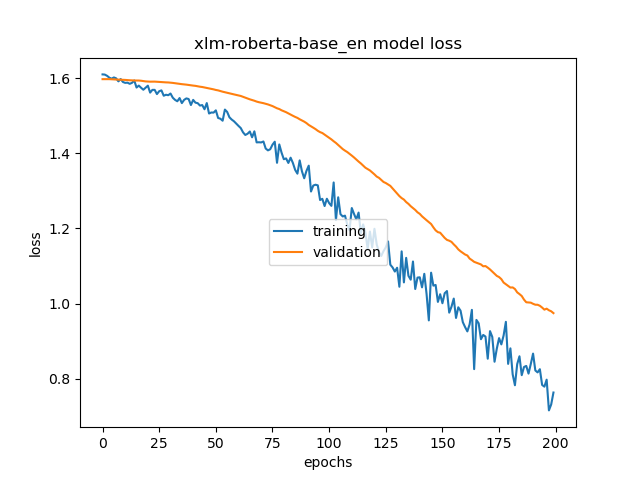 xlm-roberta-base_en model loss
1.6
1.4
1.2
1.0
0.8
loss
training
validation
0 25 50 75 100 125 150 175 200
epochs